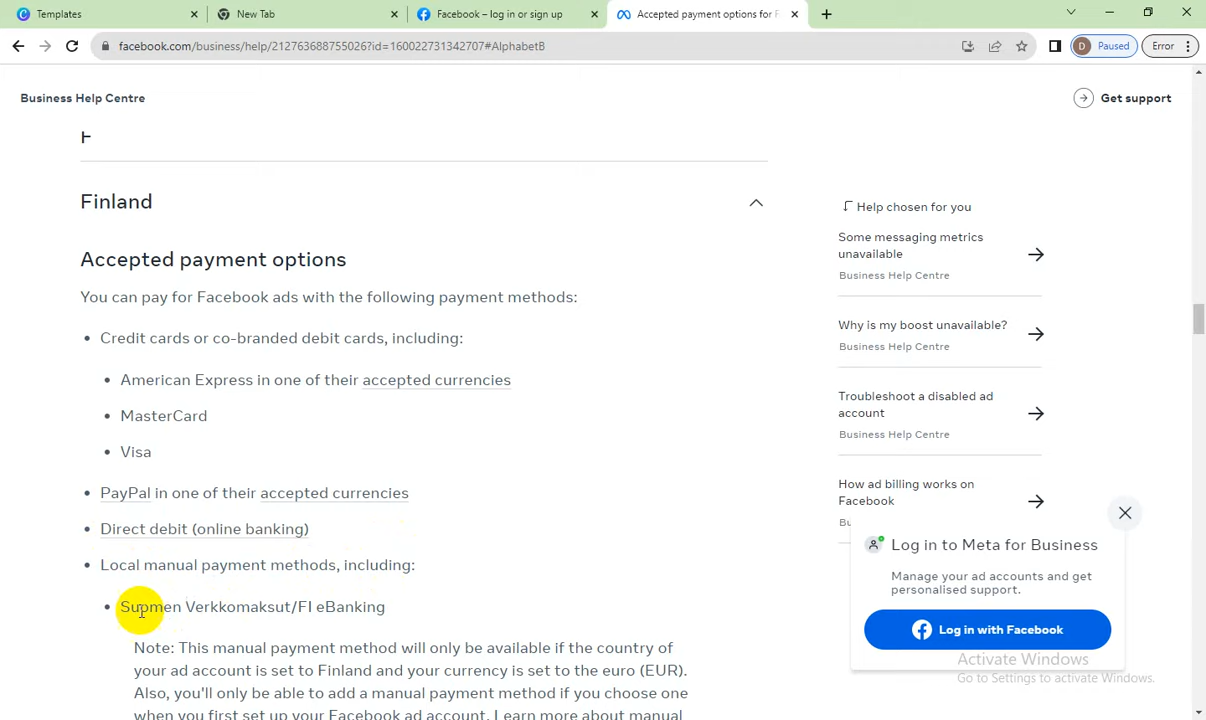 Templates
New Tab
Facebook – log in or sign up
Accepted payment options for F
facebook.com/business/help/212763688755026?id=160022731342707#AlphabetB
D Paused
Error
Business Help Centre
Get support
F
Finland
Accepted payment options
You can pay for Facebook ads with the following payment methods:
• Credit cards or co-branded debit cards, including:
• American Express in one of their accepted currencies
• MasterCard
• Visa
• PayPal in one of their accepted currencies
• Direct debit (online banking)
• Local manual payment methods, including:
• Suomen Verkkomaksut/FI eBanking
Note: This manual payment method will only be available if the country of
your ad account is set to Finland and your currency is set to the euro (EUR).
Also, you'll only be able to add a manual payment method if you choose one
when you first set up your Facebook ad account. Learn more about manual
Help chosen for you
Some messaging metrics
unavailable
Business Help Centre
Why is my boost unavailable?
Business Help Centre
Troubleshoot a disabled ad
account
Business Help Centre
How ad billing works on
Facebook
Log in to Meta for Business
Manage your ad accounts and get
personalised support.
Log in with Facebook
Activate Windows
Go to Settings to activate Windows.